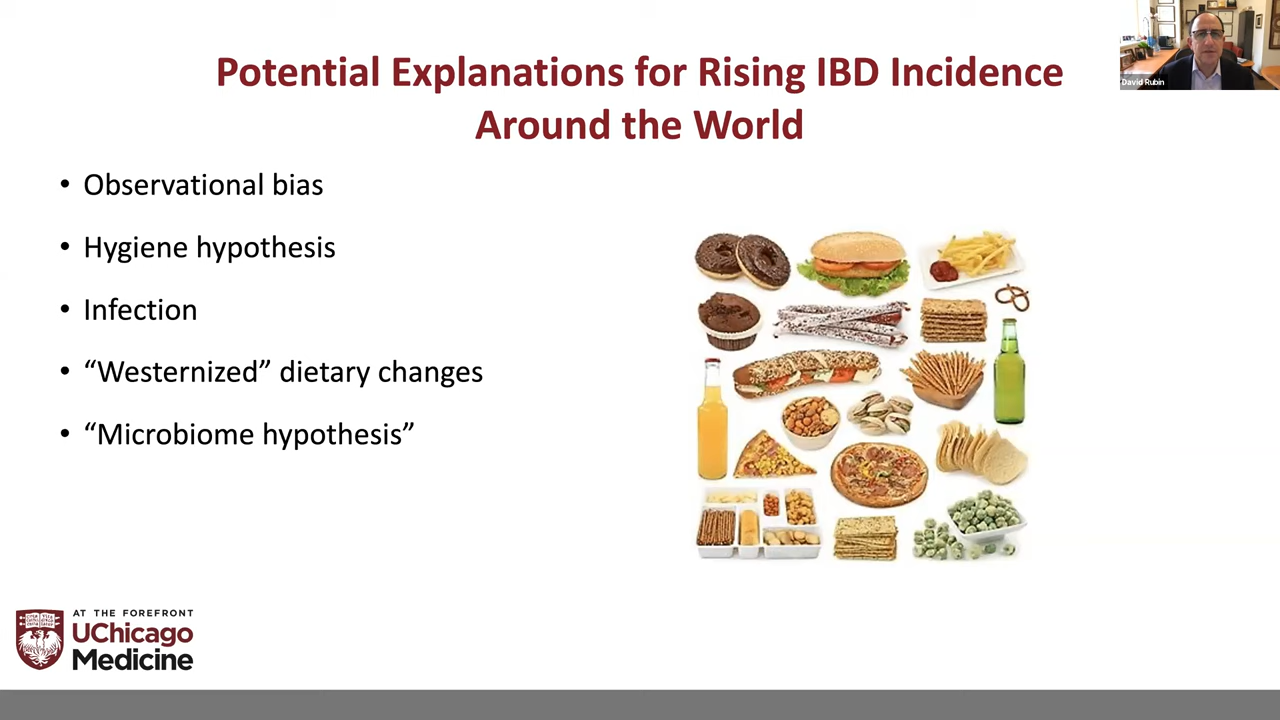 Potential Explanations for Rising IBD Incidence
Around the World
David Rubin
• Observational bias
• Hygiene hypothesis
• Infection
• “Westernized” dietary changes
• “Microbiome hypothesis”
AT THE FOREFRONT
UChicago
Medicine